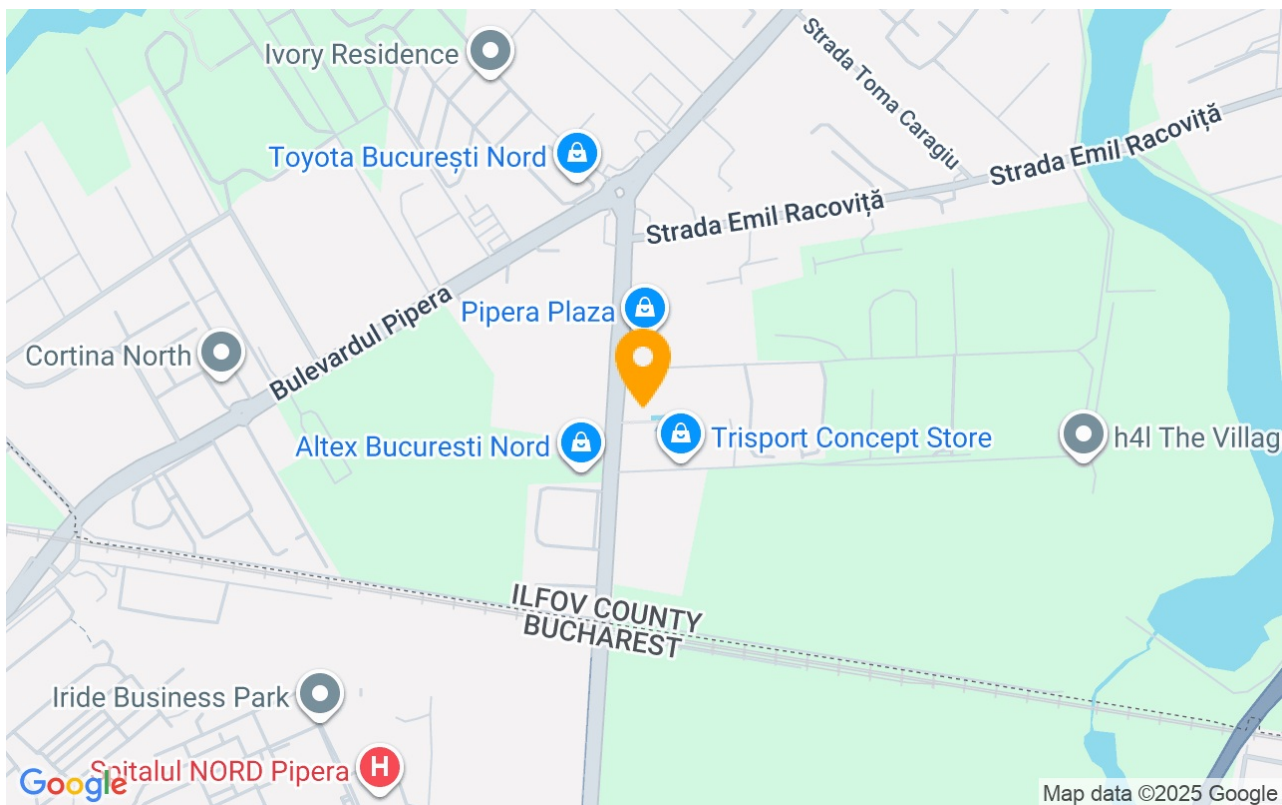 Ivory Residence
Strada Toma Caragiu
Toyota București Nord
Strada Emil Racoviță
Strada Emil Racoviță
Pipera Plaza
Bulevardul Pipera
Cortina North
Altex Bucuresti Nord
Trisport Concept Store
h4l The Villag
ILFOV COUNTY
BUCHAREST
Iride Business Park
Spitalul NORD Pipera
H
Google
Map data ©2025 Google